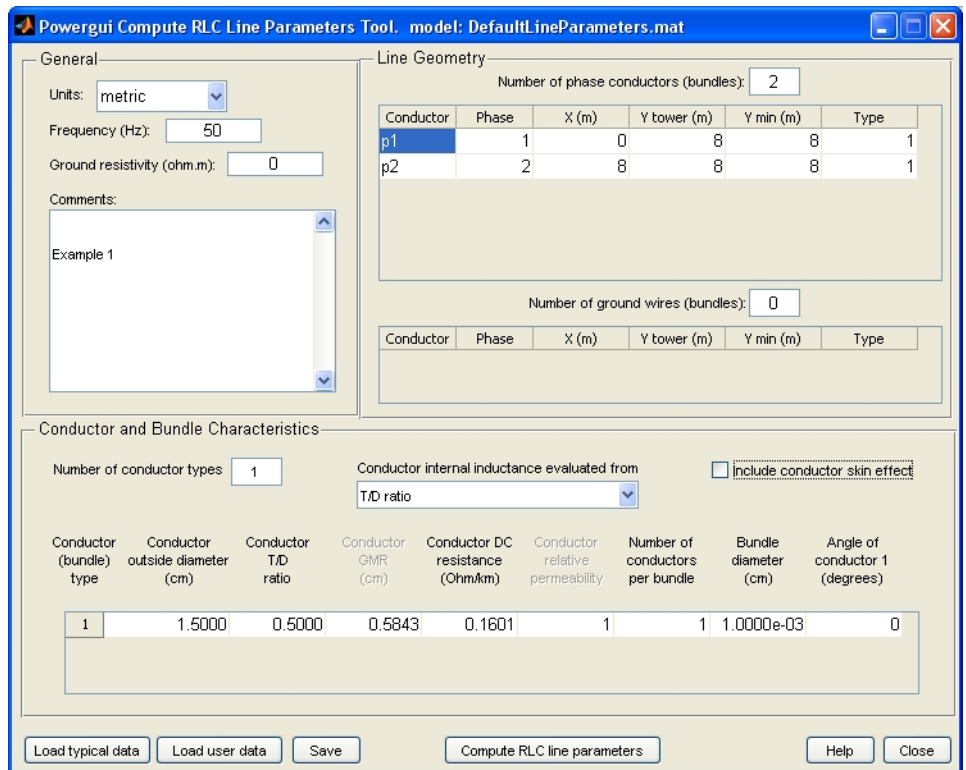 Powergui Compute RLC Line Parameters Tool.  model: DefaultLineParameters.mat
General
Units: metric
Frequency (Hz): 50
Ground resistivity (ohm.m): 0
Comments:
Example 1
Line Geometry
Number of phase conductors (bundles): 2
Conductor Phase X (m) Y tower (m) Y min (m) Type
p1 1 0 8 8 1
p2 2 8 8 8 1
Number of ground wires (bundles): 0
Conductor Phase X (m) Y tower (m) Y min (m) Type
Conductor and Bundle Characteristics
Number of conductor types 1
Conductor internal inductance evaluated from
T/D ratio
Include conductor skin effect
Conductor (bundle) type Conductor outside diameter (cm) Conductor T/D ratio Conductor GMR (cm) Conductor DC resistance (Ohm/km) Conductor relative permeability Number of conductors per bundle Bundle diameter (cm) Angle of conductor 1 (degrees)
1 1.5000 0.5000 0.5843 0.1601 1 1 1.0000e-03 0
Load typical data Load user data Save Compute RLC line parameters Help Close